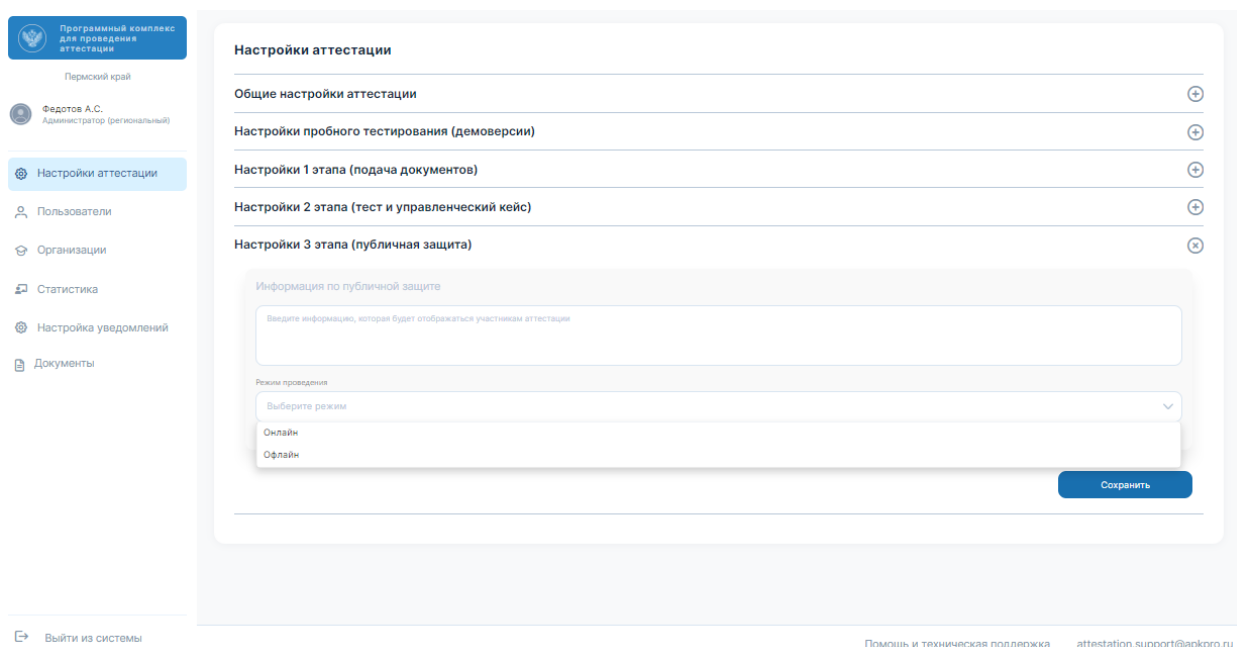 Программный комплекс
для проведения
аттестации
Пермский край
Федотов А.С.
Администратор (региональный)
Настройки аттестации
Пользователи
Организации
Статистика
Настройка уведомлений
Документы
Выйти из системы
Настройки аттестации
Общие настройки аттестации
Настройки пробного тестирования (демоверсии)
Настройки 1 этапа (подача документов)
Настройки 2 этапа (тест и управленческий кейс)
Настройки 3 этапа (публичная защита)
Информация по публичной защите
Введите информацию, которая будет отображаться участникам аттестации
Режим проведения
Выберите режим
Онлайн
Офлайн
Сохранить
Помощь и техническая поддержка attestation.support@apkpro.ru